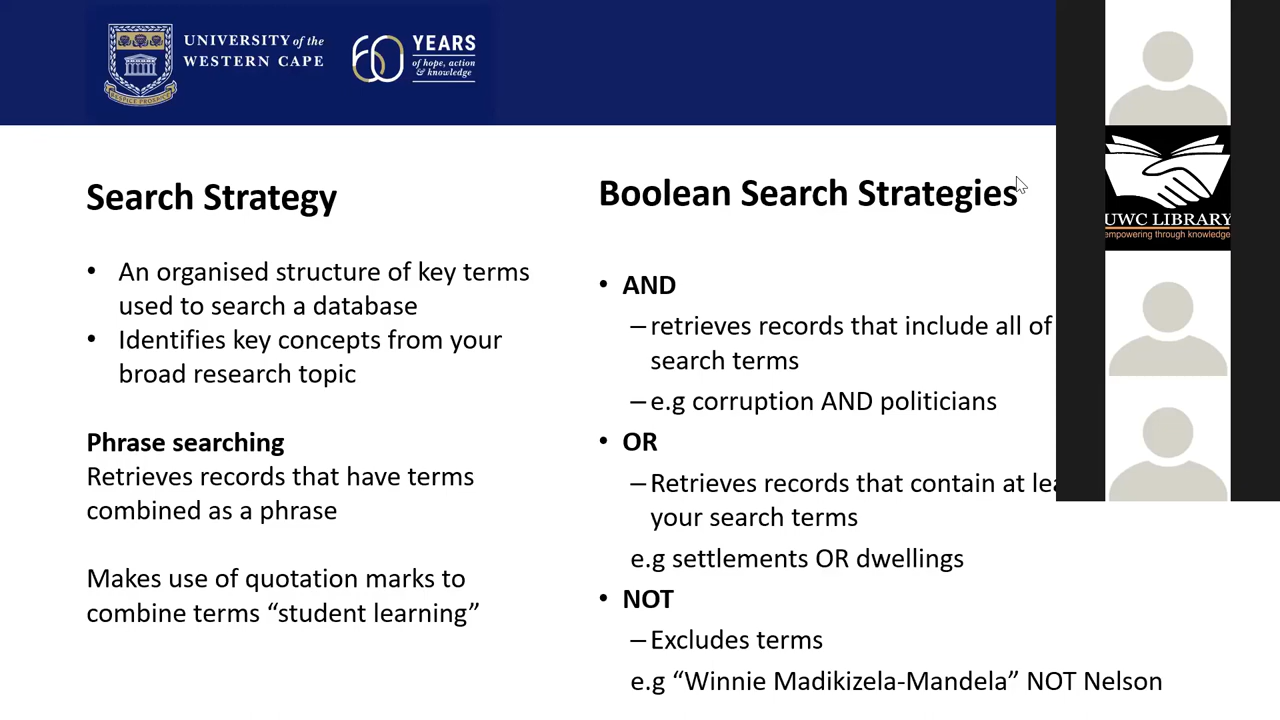 UNIVERSITY of the
WESTERN CAPE
60 YEARS
of hope, action
& knowledge
Search Strategy
• An organised structure of key terms
used to search a database
• Identifies key concepts from your
broad research topic
Phrase searching
Retrieves records that have terms
combined as a phrase
Makes use of quotation marks to
combine terms “student learning”
Boolean Search Strategies
• AND
– retrieves records that include all of
search terms
– e.g corruption AND politicians
• OR
– Retrieves records that contain at
your search terms
e.g settlements OR dwellings
• NOT
– Excludes terms
e.g “Winnie Madikizela-Mandela” NOT Nelson
UWC LIBRARY
empowering through knowledge